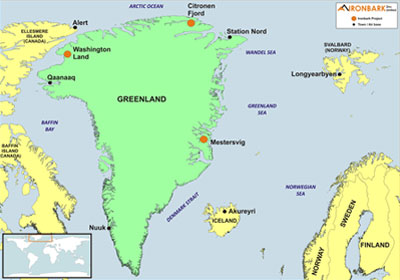 ARCTIC OCEAN
Citronen
Fjord
IRONBARK
Ironbark Project
Town / Air base
ELLESMERE
ISLAND
(CANADA)
Alert
Station Nord
Washington
Land
WANDEL SEA
SVALBARD
(NORWAY)
Longyearbyen
Qaanaaq
GREENLAND
GREENLAND
SEA
BAFFIN
BAY
BAFFIN
ISLAND
(CANADA)
Mestersvig
NORWEGIAN
SEA
DENMARK STRAIT
Akureyri
ICELAND
Nuuk
NORWAY
SWEDEN
FINLAND